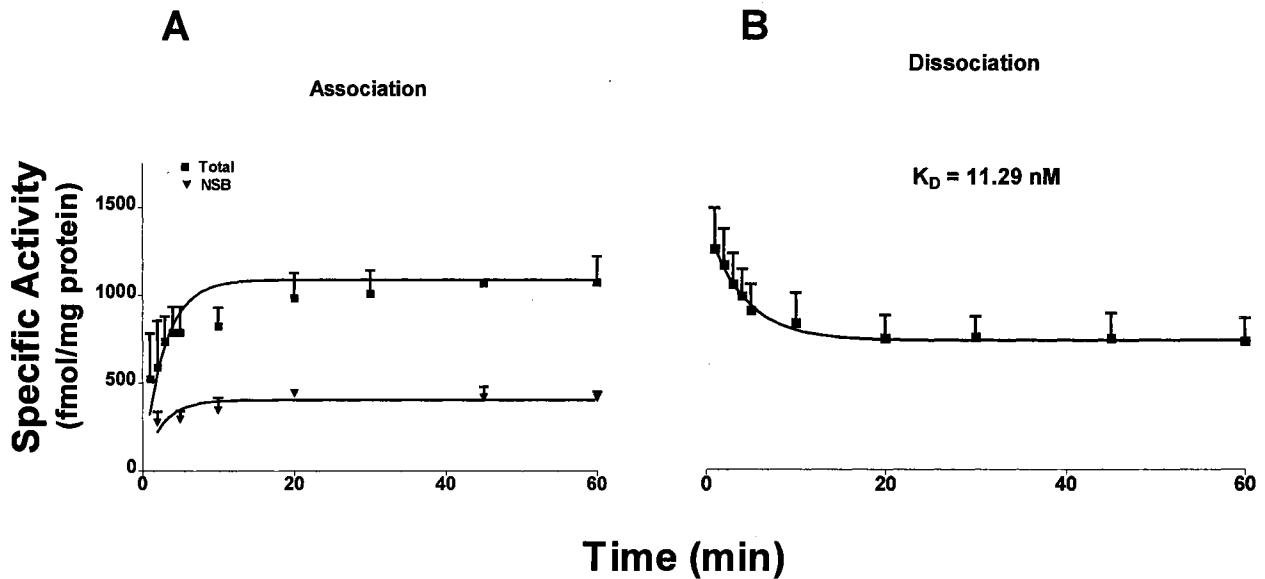 A
B
Association
Dissociation
Total
NSB
K_D = 11.29 nM
Specific Activity
(fmol/mg protein)
1500
1000
500
0
0 20 40 60
0 20 40 60
Time (min)